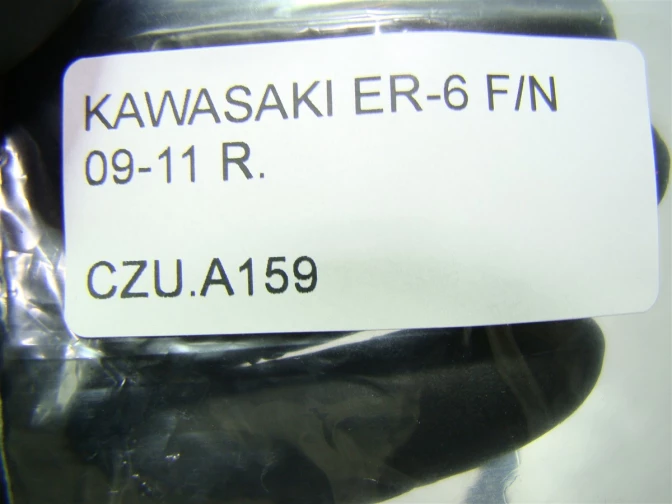 KAWASAKI ER-6 F/N
09-11 R.
CZU.A159